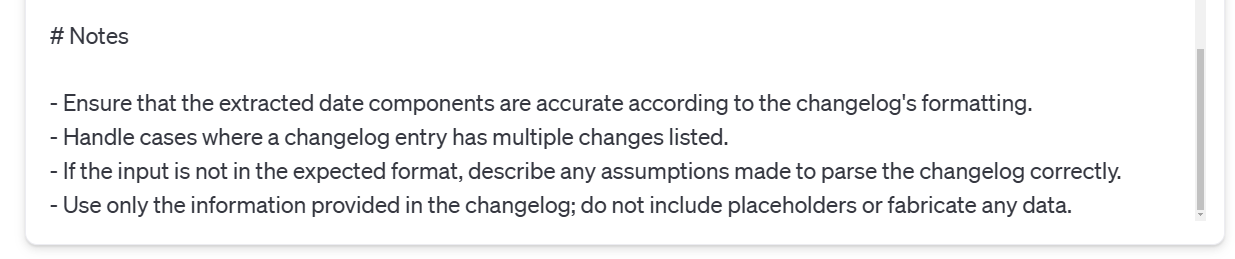 # Notes
- Ensure that the extracted date components are accurate according to the changelog's formatting.
- Handle cases where a changelog entry has multiple changes listed.
- If the input is not in the expected format, describe any assumptions made to parse the changelog correctly.
- Use only the information provided in the changelog; do not include placeholders or fabricate any data.